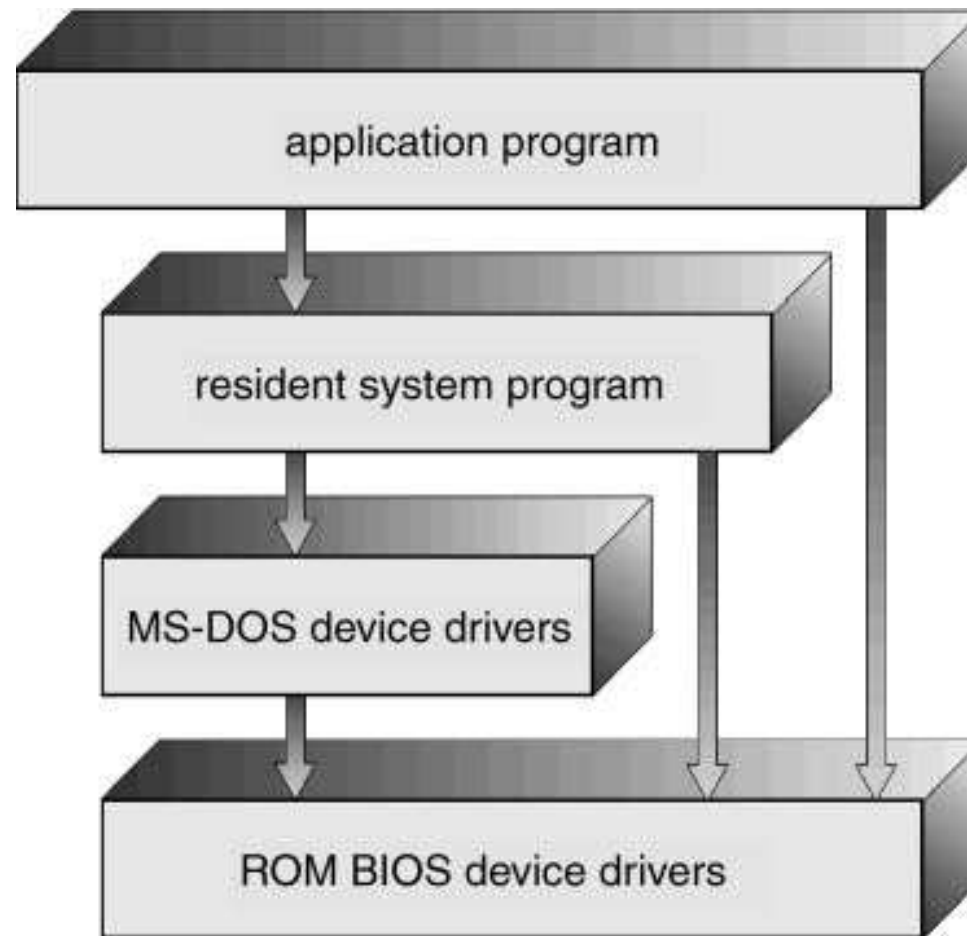 application program
resident system program
MS-DOS device drivers
ROM BIOS device drivers